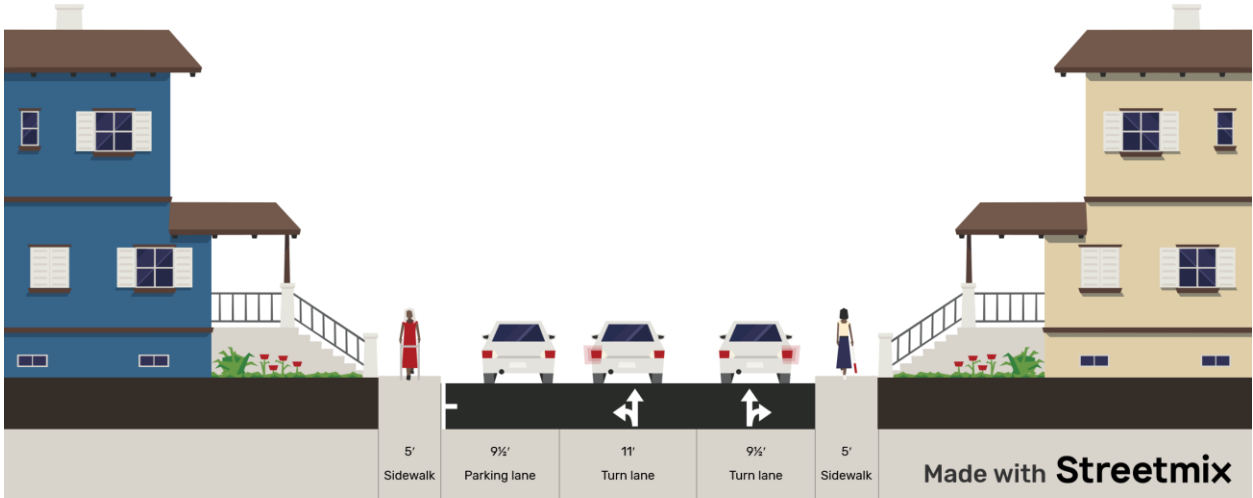 5′
Sidewalk
9½′
Parking lane
11′
Turn lane
9½′
Turn lane
5′
Sidewalk
Made with Streetmix